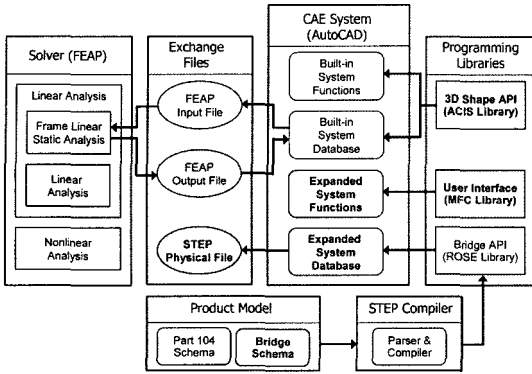 Solver (FEAP)
Linear Analysis
Frame Linear
Static Analysis
Linear
Analysis
Nonlinear
Analysis
Exchange
Files
FEAP
Input File
FEAP
Output File
STEP
Physical File
CAE System
(AutoCAD)
Built-in
System
Functions
Built-in
System
Database
Expanded
System
Functions
Expanded
System
Database
Programming
Libraries
3D Shape API
(ACIS Library)
User Interface
(MFC Library)
Bridge API
(ROSE Library)
Product Model
Part 104
Schema
Bridge
Schema
STEP Compiler
Parser &
Compiler